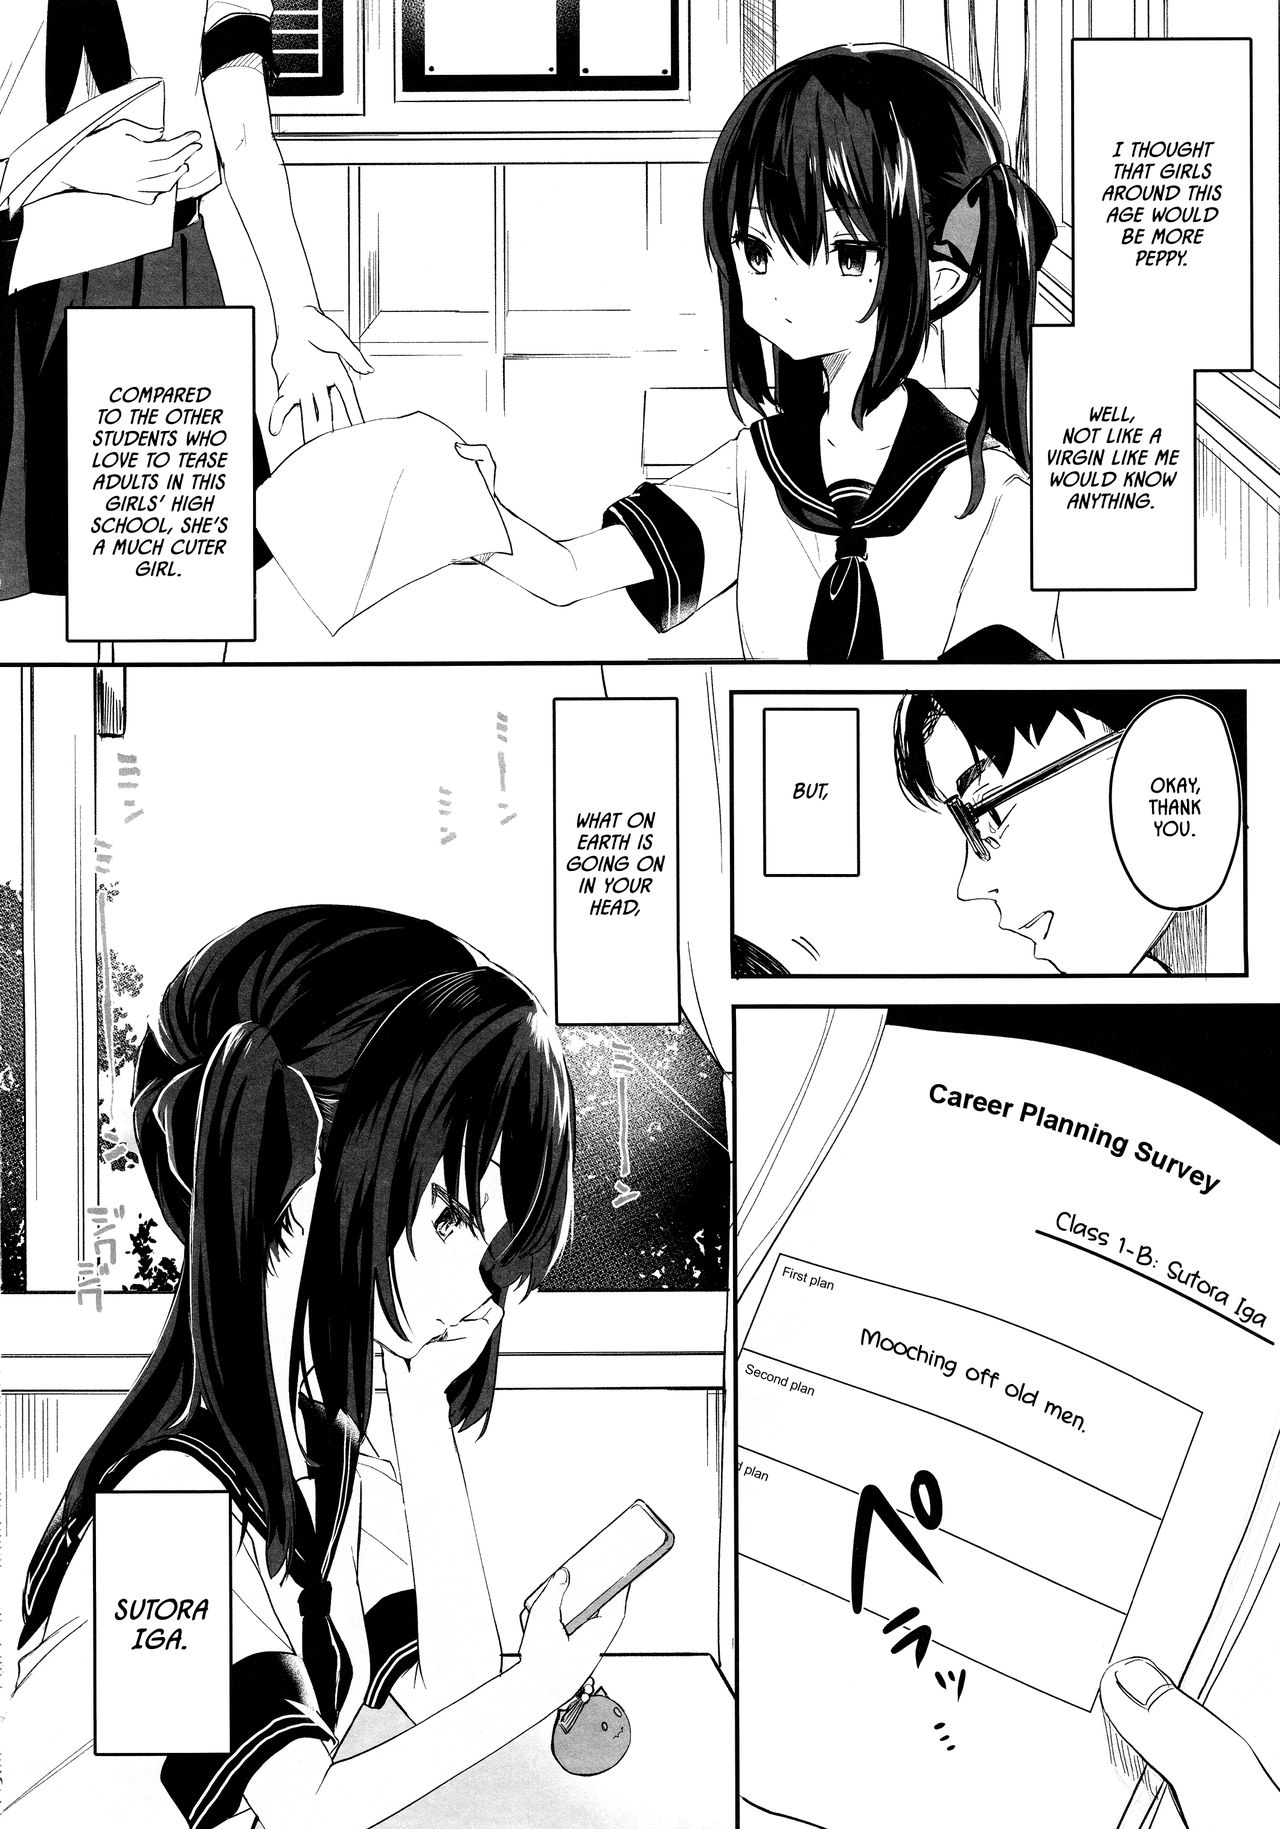 I THOUGHT
THAT GIRLS
AROUND THIS
AGE WOULD
BE MORE
PEPPY.
WELL,
NOT LIKE A
VIRGIN LIKE ME
WOULD KNOW
ANYTHING.
COMPARED
TO THE OTHER
STUDENTS WHO
LOVE TO TEASE
ADULTS IN THIS
GIRLS' HIGH
SCHOOL, SHE'S
A MUCH CUTER
GIRL.
OKAY,
THANK
YOU.
BUT,
Career Planning Survey
Class 1-B: Sutora Iga
First plan
Mooching off old men.
Second plan
d plan
ペラッ
WHAT ON
EARTH IS
GOING ON
IN YOUR
HEAD,
SUTORA
IGA.